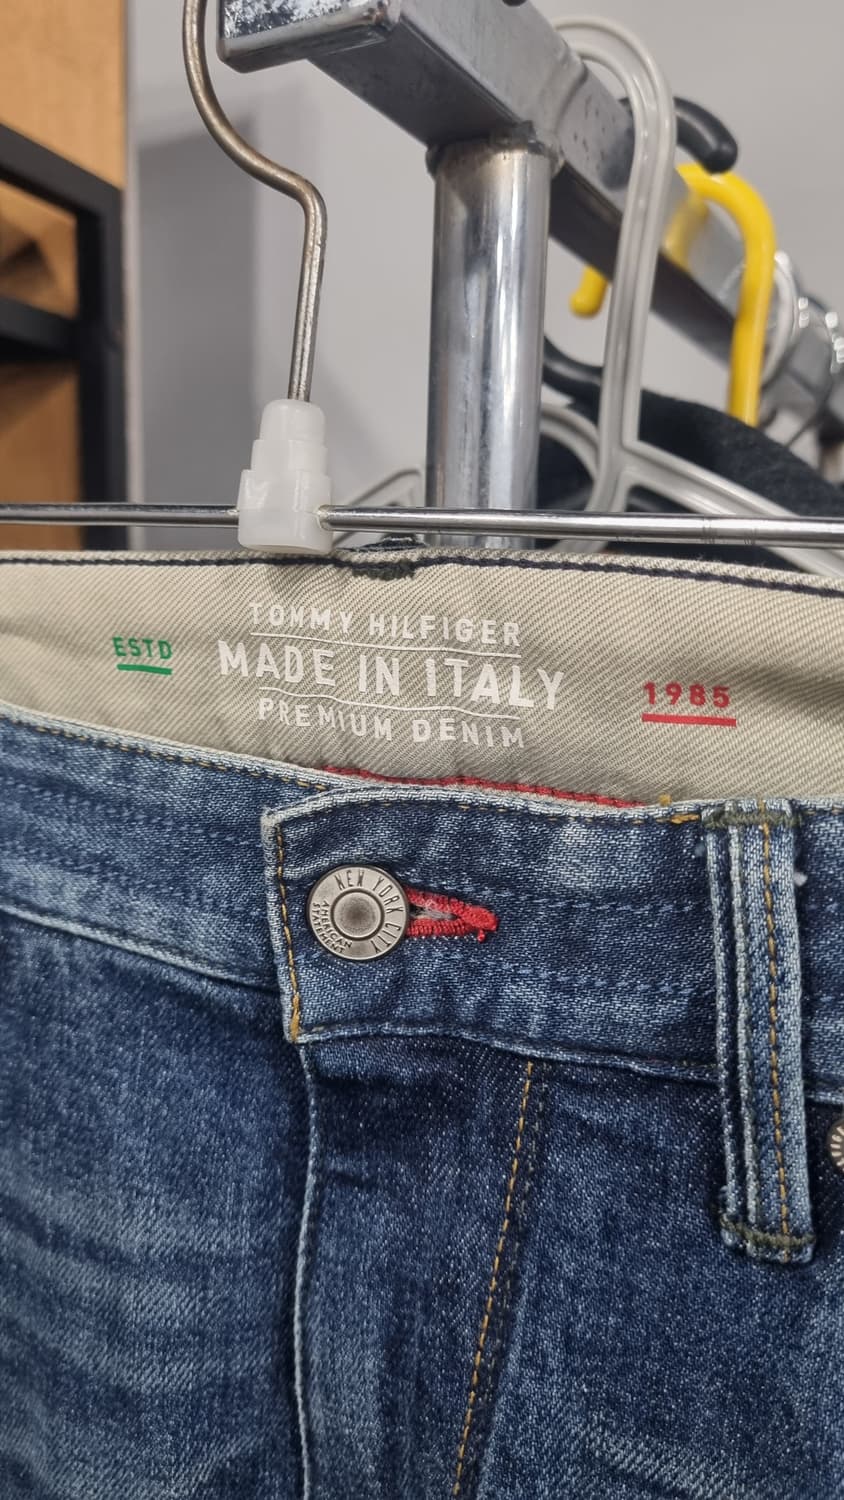 TOMMY HILFIGER
ESTD
MADE IN ITALY
1985
PREMIUM DENIM
NEW YORK CITY
AMERICAN
STATEMENT